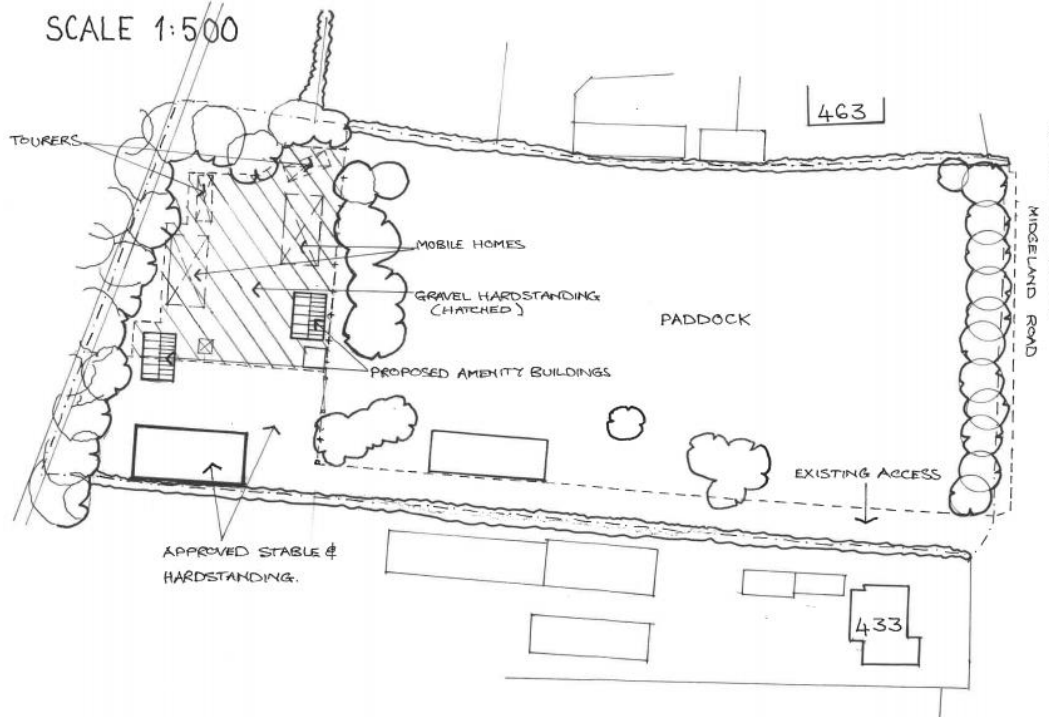 SCALE 1:500
463
TOURERS
MIDGELAND ROAD
MOBILE HOMES
GRAVEL HARDSTANDING
(HATCHED)
PADDOCK
PROPOSED AMENITY BUILDINGS
EXISTING ACCESS
APPROVED STABLE &
HARDSTANDING.
433